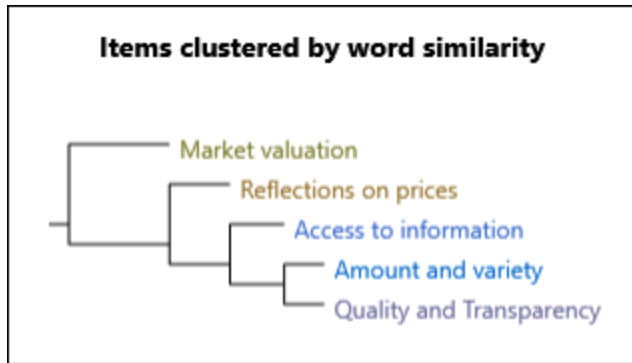 Items clustered by word similarity
Market valuation
Reflections on prices
Access to information
Amount and variety
Quality and Transparency